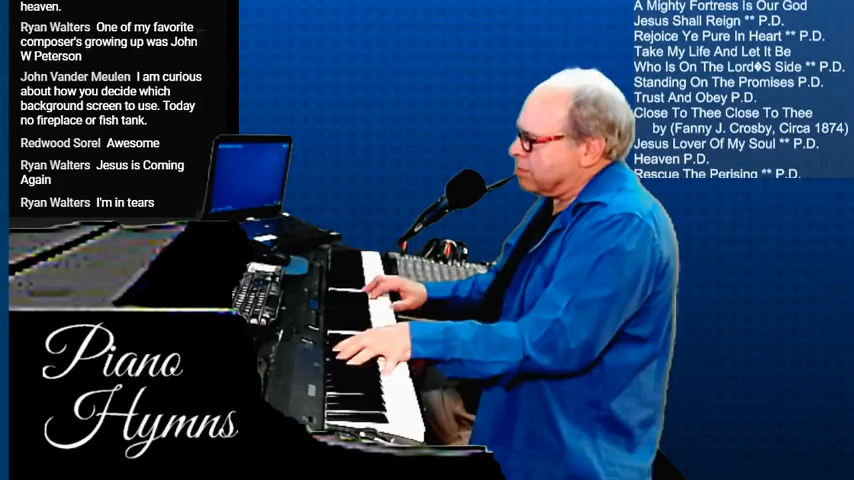 heaven.
Ryan Walters One of my favorite
composer's growing up was John
W Peterson
John Vander Meulen I am curious
about how you decide which
background screen to use. Today
no fireplace or fish tank.
Redwood Sorel Awesome
Ryan Walters Jesus is Coming
Again
Ryan Walters I'm in tears
Piano
Hymns
A Mighty Fortress Is Our God
Jesus Shall Reign ** P.D.
Rejoice Ye Pure In Heart ** P.D.
Take My Life And Let It Be
Who Is On The Lord�S Side ** P.D.
Standing On The Promises P.D.
Trust And Obey P.D.
Close To Thee Close To Thee
by (Fanny J. Crosby, Circa 1874)
Jesus Lover Of My Soul ** P.D.
Heaven P.D.
Rescue The Perising ** P.D.